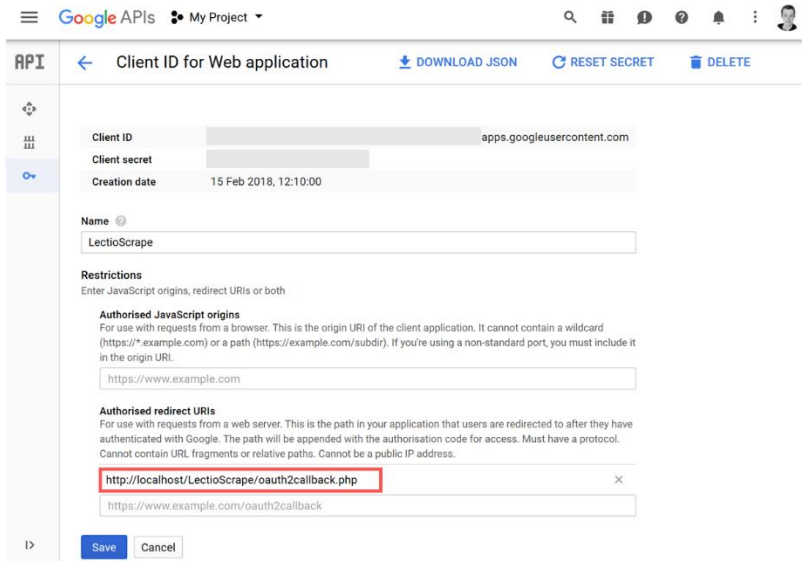 Google APIs My Project
API Client ID for Web application DOWNLOAD JSON RESET SECRET DELETE
Client ID apps.googleusercontent.com
Client secret
Creation date 15 Feb 2018, 12:10:00
Name
LectioScrape
Restrictions
Enter JavaScript origins, redirect URIs or both
Authorised JavaScript origins
For use with requests from a browser. This is the origin URI of the client application. It cannot contain a wildcard
(https://*.example.com) or a path (https://example.com/subdir). If you're using a non-standard port, you must include it
in the origin URI.
https://www.example.com
Authorised redirect URIs
For use with requests from a web server. This is the path in your application that users are redirected to after they have
authenticated with Google. The path will be appended with the authorisation code for access. Must have a protocol.
Cannot contain URL fragments or relative paths. Cannot be a public IP address.
http://localhost/LectioScrape/oauth2callback.php
https://www.example.com/oauth2callback
Save Cancel